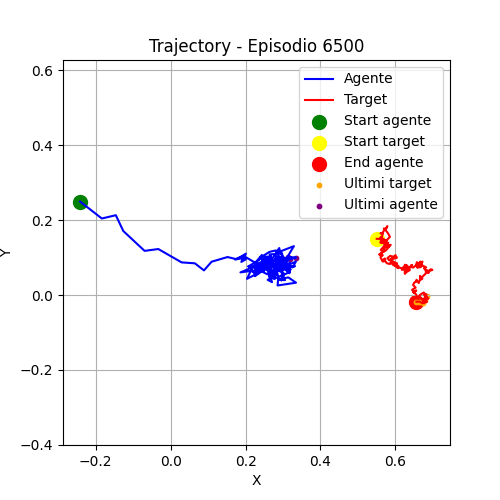 Trajectory - Episodio 6500
Agente
Target
Start agente
Start target
End agente
Ultimi target
Ultimi agente
0.6
0.4
0.2
0.0
−0.2
−0.4
Y
−0.2
0.0
0.2
0.4
0.6
X